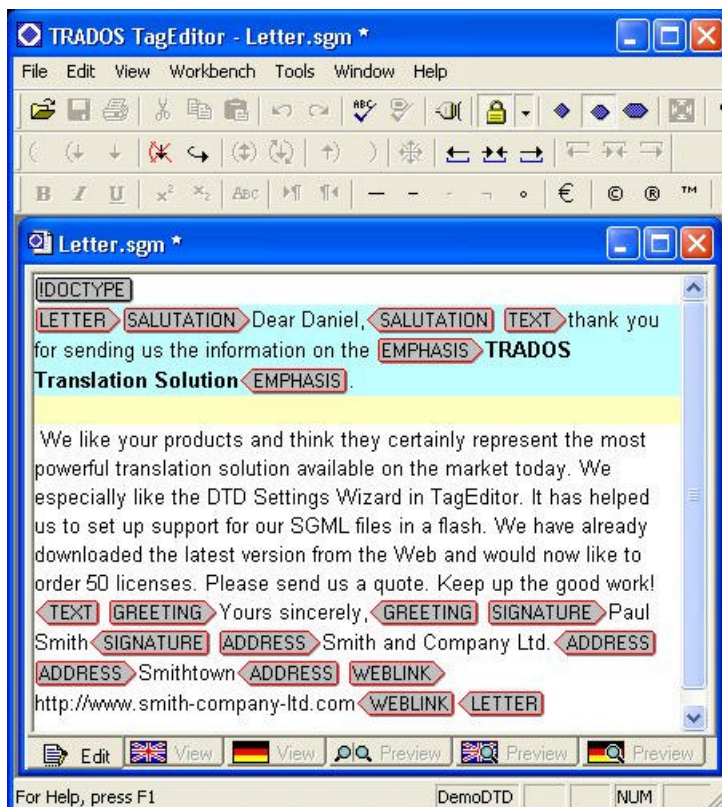 TRADOS TagEditor - Letter.sgm *
File Edit View Workbench Tools Window Help
ABC
B I U x² x₂ ABC ¶ ¶ — – - ¬ ° € © ® ™
Letter.sgm *
!DOCTYPE
LETTER SALUTATION Dear Daniel, SALUTATION TEXT thank you
for sending us the information on the EMPHASIS TRADOS
Translation Solution EMPHASIS .
We like your products and think they certainly represent the most
powerful translation solution available on the market today. We
especially like the DTD Settings Wizard in TagEditor. It has helped
us to set up support for our SGML files in a flash. We have already
downloaded the latest version from the Web and would now like to
order 50 licenses. Please send us a quote. Keep up the good work!
TEXT GREETING Yours sincerely, GREETING SIGNATURE Paul
Smith SIGNATURE ADDRESS Smith and Company Ltd. ADDRESS
ADDRESS Smithtown ADDRESS WEBLINK
http://www.smith-company-ltd.com WEBLINK LETTER
Edit View View Preview Preview Preview
For Help, press F1 DemoDTD NUM